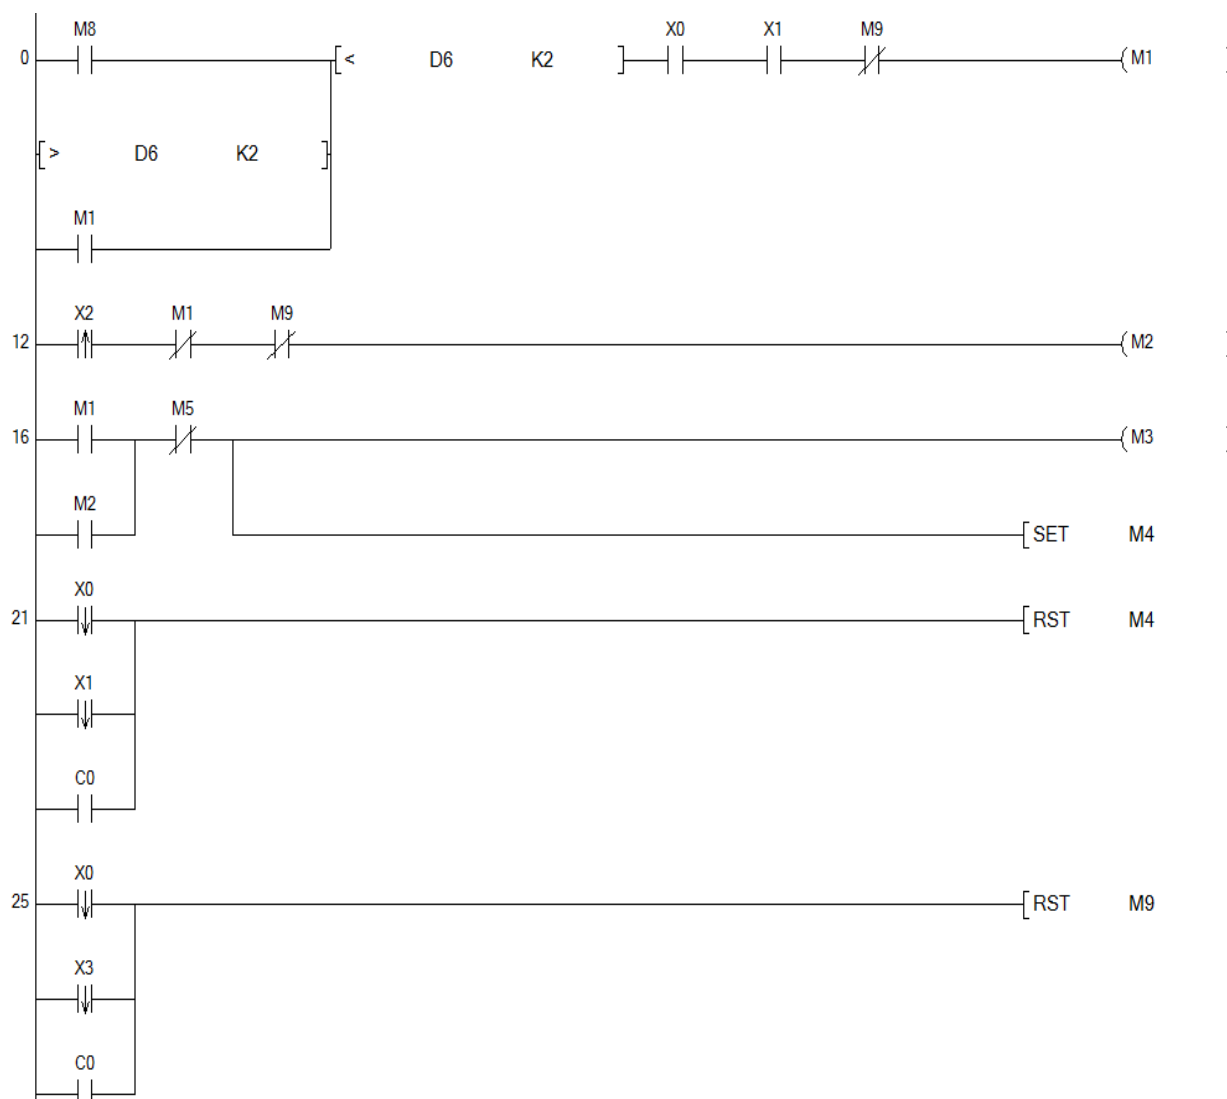 M8 X0 X1 M9
0 < D6 K2 M1
> D6 K2
M1
X2 M1 M9
12 M2
M1 M5
16 M3
M2
SET M4
X0
21 RST M4
X1
C0
X0
25 RST M9
X3
C0